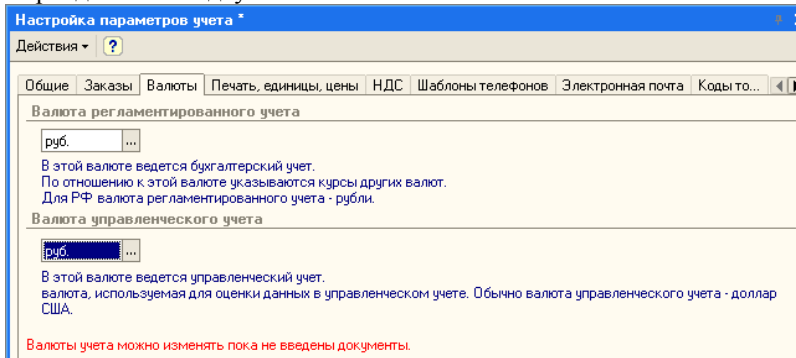 Настройка параметров учета *
Действия
?
Общие Заказы Валюты Печать, единицы, цены НДС Шаблоны телефонов Электронная почта Коды то...
Валюта регламентированного учета
руб. ...
В этой валюте ведется бухгалтерский учет.
По отношению к этой валюте указываются курсы других валют.
Для РФ валюта регламентированного учета - рубли.
Валюта управленческого учета
руб. ...
В этой валюте ведется управленческий учет.
валюта, используемая для оценки данных в управленческом учете. Обычно валюта управленческого учета - доллар
США.
Валюты учета можно изменять пока не введены документы.